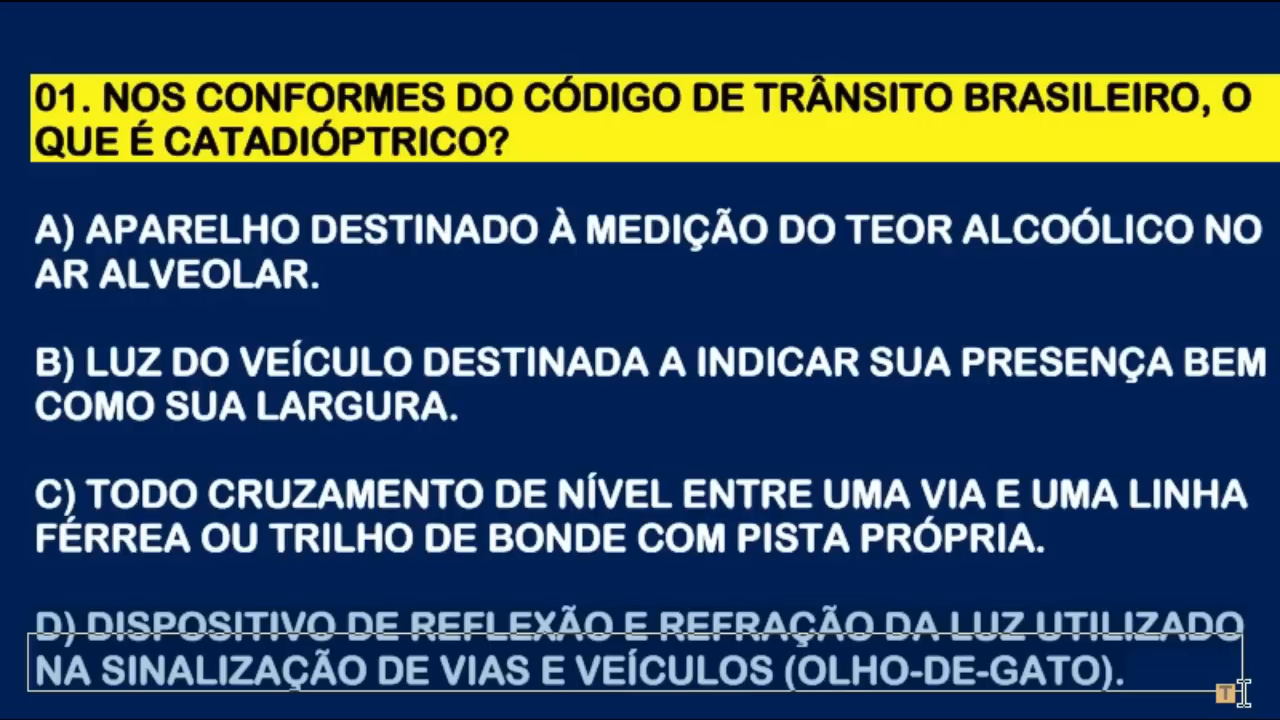 01. NOS CONFORMES DO CÓDIGO DE TRÂNSITO BRASILEIRO, O
QUE É CATADIÓPTRICO?
A) APARELHO DESTINADO À MEDIÇÃO DO TEOR ALCOÓLICO NO
AR ALVEOLAR.
B) LUZ DO VEÍCULO DESTINADA A INDICAR SUA PRESENÇA BEM
COMO SUA LARGURA.
C) TODO CRUZAMENTO DE NÍVEL ENTRE UMA VIA E UMA LINHA
FÉRREA OU TRILHO DE BONDE COM PISTA PRÓPRIA.
D) DISPOSITIVO DE REFLEXÃO E REFRAÇÃO DA LUZ UTILIZADO
NA SINALIZAÇÃO DE VIAS E VEÍCULOS (OLHO-DE-GATO).
T